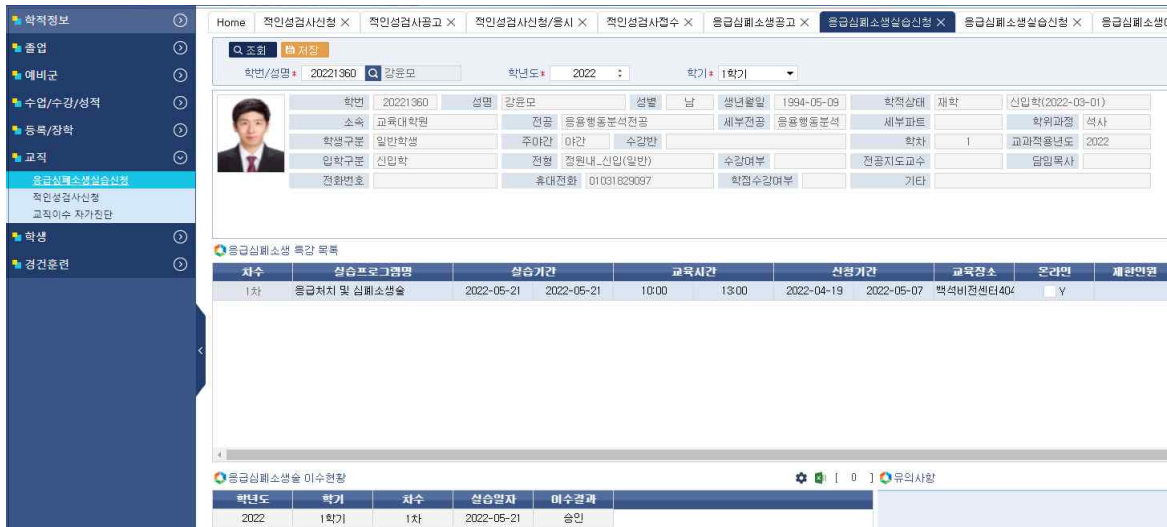 학적정보
졸업
예비군
수업/수강/성적
등록/장학
교직
응급심폐소생실습신청
적인성검사신청
교직이수 자가진단
학생
경건훈련
Home 적인성검사신청 X 적인성검사공고 X 적인성검사신청/응시 X 적인성검사접수 X 응급심폐소생공고 X 응급심폐소생실습신청 X 응급심폐소생실습신청 X 응급심폐소생
조회 저장
학번/성명* 20221360 강윤모 학년도* 2022 학기* 1학기
학번 20221360 성명 강윤모 성별 남 생년월일 1994-05-09 학적상태 재학 신입학(2022-03-01)
소속 교육대학원 전공 응용행동분석전공 세부전공 응용행동분석 세부파트 학위과정 석사
학생구분 일반학생 주야간 야간 수강반 학차 1 교과적용년도 2022
입학구분 신입학 전형 정원내_신입(일반) 수강여부 전공지도교수 담임목사
전화번호 휴대전화 01031829097 학점수강여부 기타
응급심폐소생 특강 목록
차수 실습프로그램명 실습기간 교육시간 신청기간 교육장소 온라인 제한인원
1차 응급처치 및 심폐소생술 2022-05-21 2022-05-21 10:00 13:00 2022-04-19 2022-05-07 백석비전센터404 Y
응급심폐소생술 이수현황 [ 0 ] 유의사항
학년도 학기 차수 실습일자 이수결과
2022 1학기 1차 2022-05-21 승인